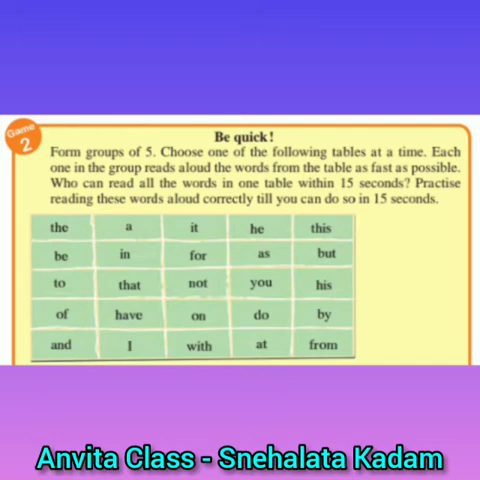 Game
2
Be quick!
Form groups of 5. Choose one of the following tables at a time. Each
one in the group reads aloud the words from the table as fast as possible.
Who can read all the words in one table within 15 seconds? Practise
reading these words aloud correctly till you can do so in 15 seconds.
the a it he this
be in for as but
to that not you his
of have on do by
and I with at from
Anvita Class - Snehalata Kadam